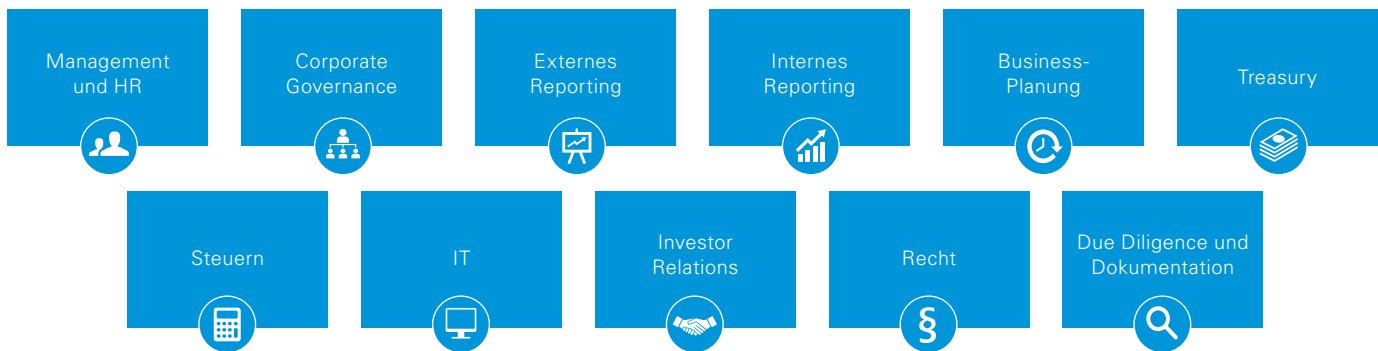 Management
und HR
Corporate
Governance
Externes
Reporting
Internes
Reporting
Business-
Planung
Treasury
Steuern
IT
Investor
Relations
Recht
§
Due Diligence und
Dokumentation